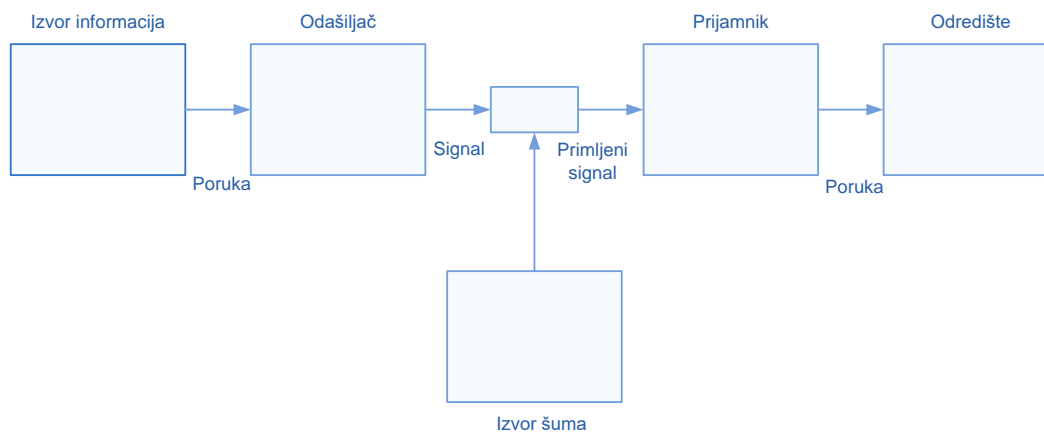 Izvor informacija
Odašiljač
Prijamnik
Odredište
Signal
Primljeni
signal
Poruka
Poruka
Izvor šuma